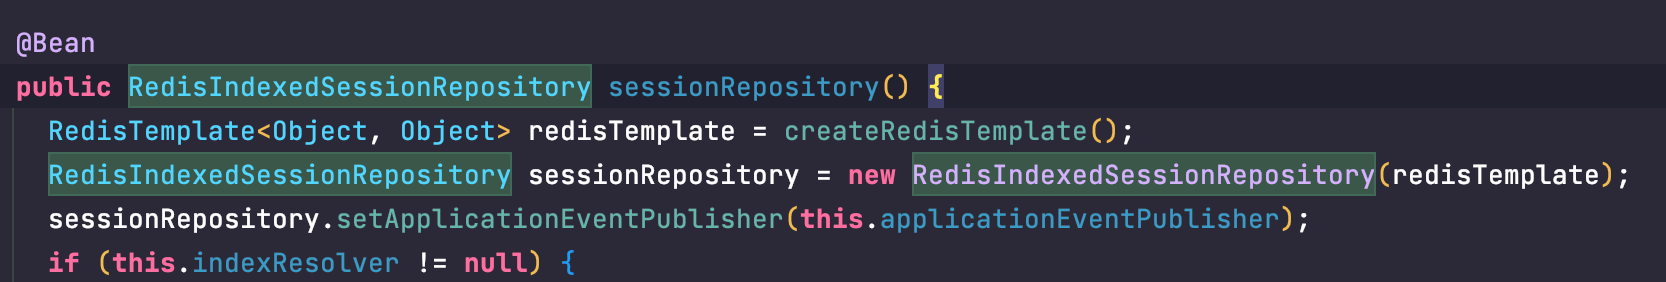 @Bean
public RedisIndexedSessionRepository sessionRepository() {
RedisTemplate<Object, Object> redisTemplate = createRedisTemplate();
RedisIndexedSessionRepository sessionRepository = new RedisIndexedSessionRepository(redisTemplate);
sessionRepository.setApplicationEventPublisher(this.applicationEventPublisher);
if (this.indexResolver != null) {